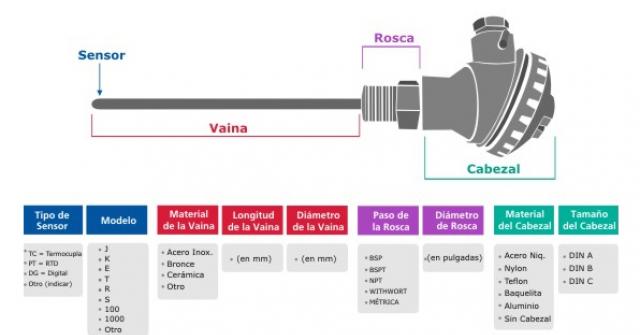 Rosca
Sensor
Vaina
Cabezal
Tipo de
Sensor
• TC = Termocupla
• PT = RTD
• DG = Digital
• Otro (indicar)
Modelo
• J
• K
• E
• T
• R
• S
• 100
• 1000
• Otro
Material
de la Vaina
• Acero Inox.
• Bronce
• Cerámica
• Otro
Longitud
de la Vaina
• (en mm)
Diámetro
de la Vaina
• (en mm)
Paso de
la Rosca
• BSP
• BSPT
• NPT
• WITHWORT
• MÉTRICA
Diámetro
de Rosca
•(en pulgadas)
Material
del Cabezal
• Acero Niq.
• Nylon
• Teflon
• Baquelita
• Aluminio
• Sin Cabezal
Tamaño
del Cabezal
• DIN A
• DIN B
• DIN C